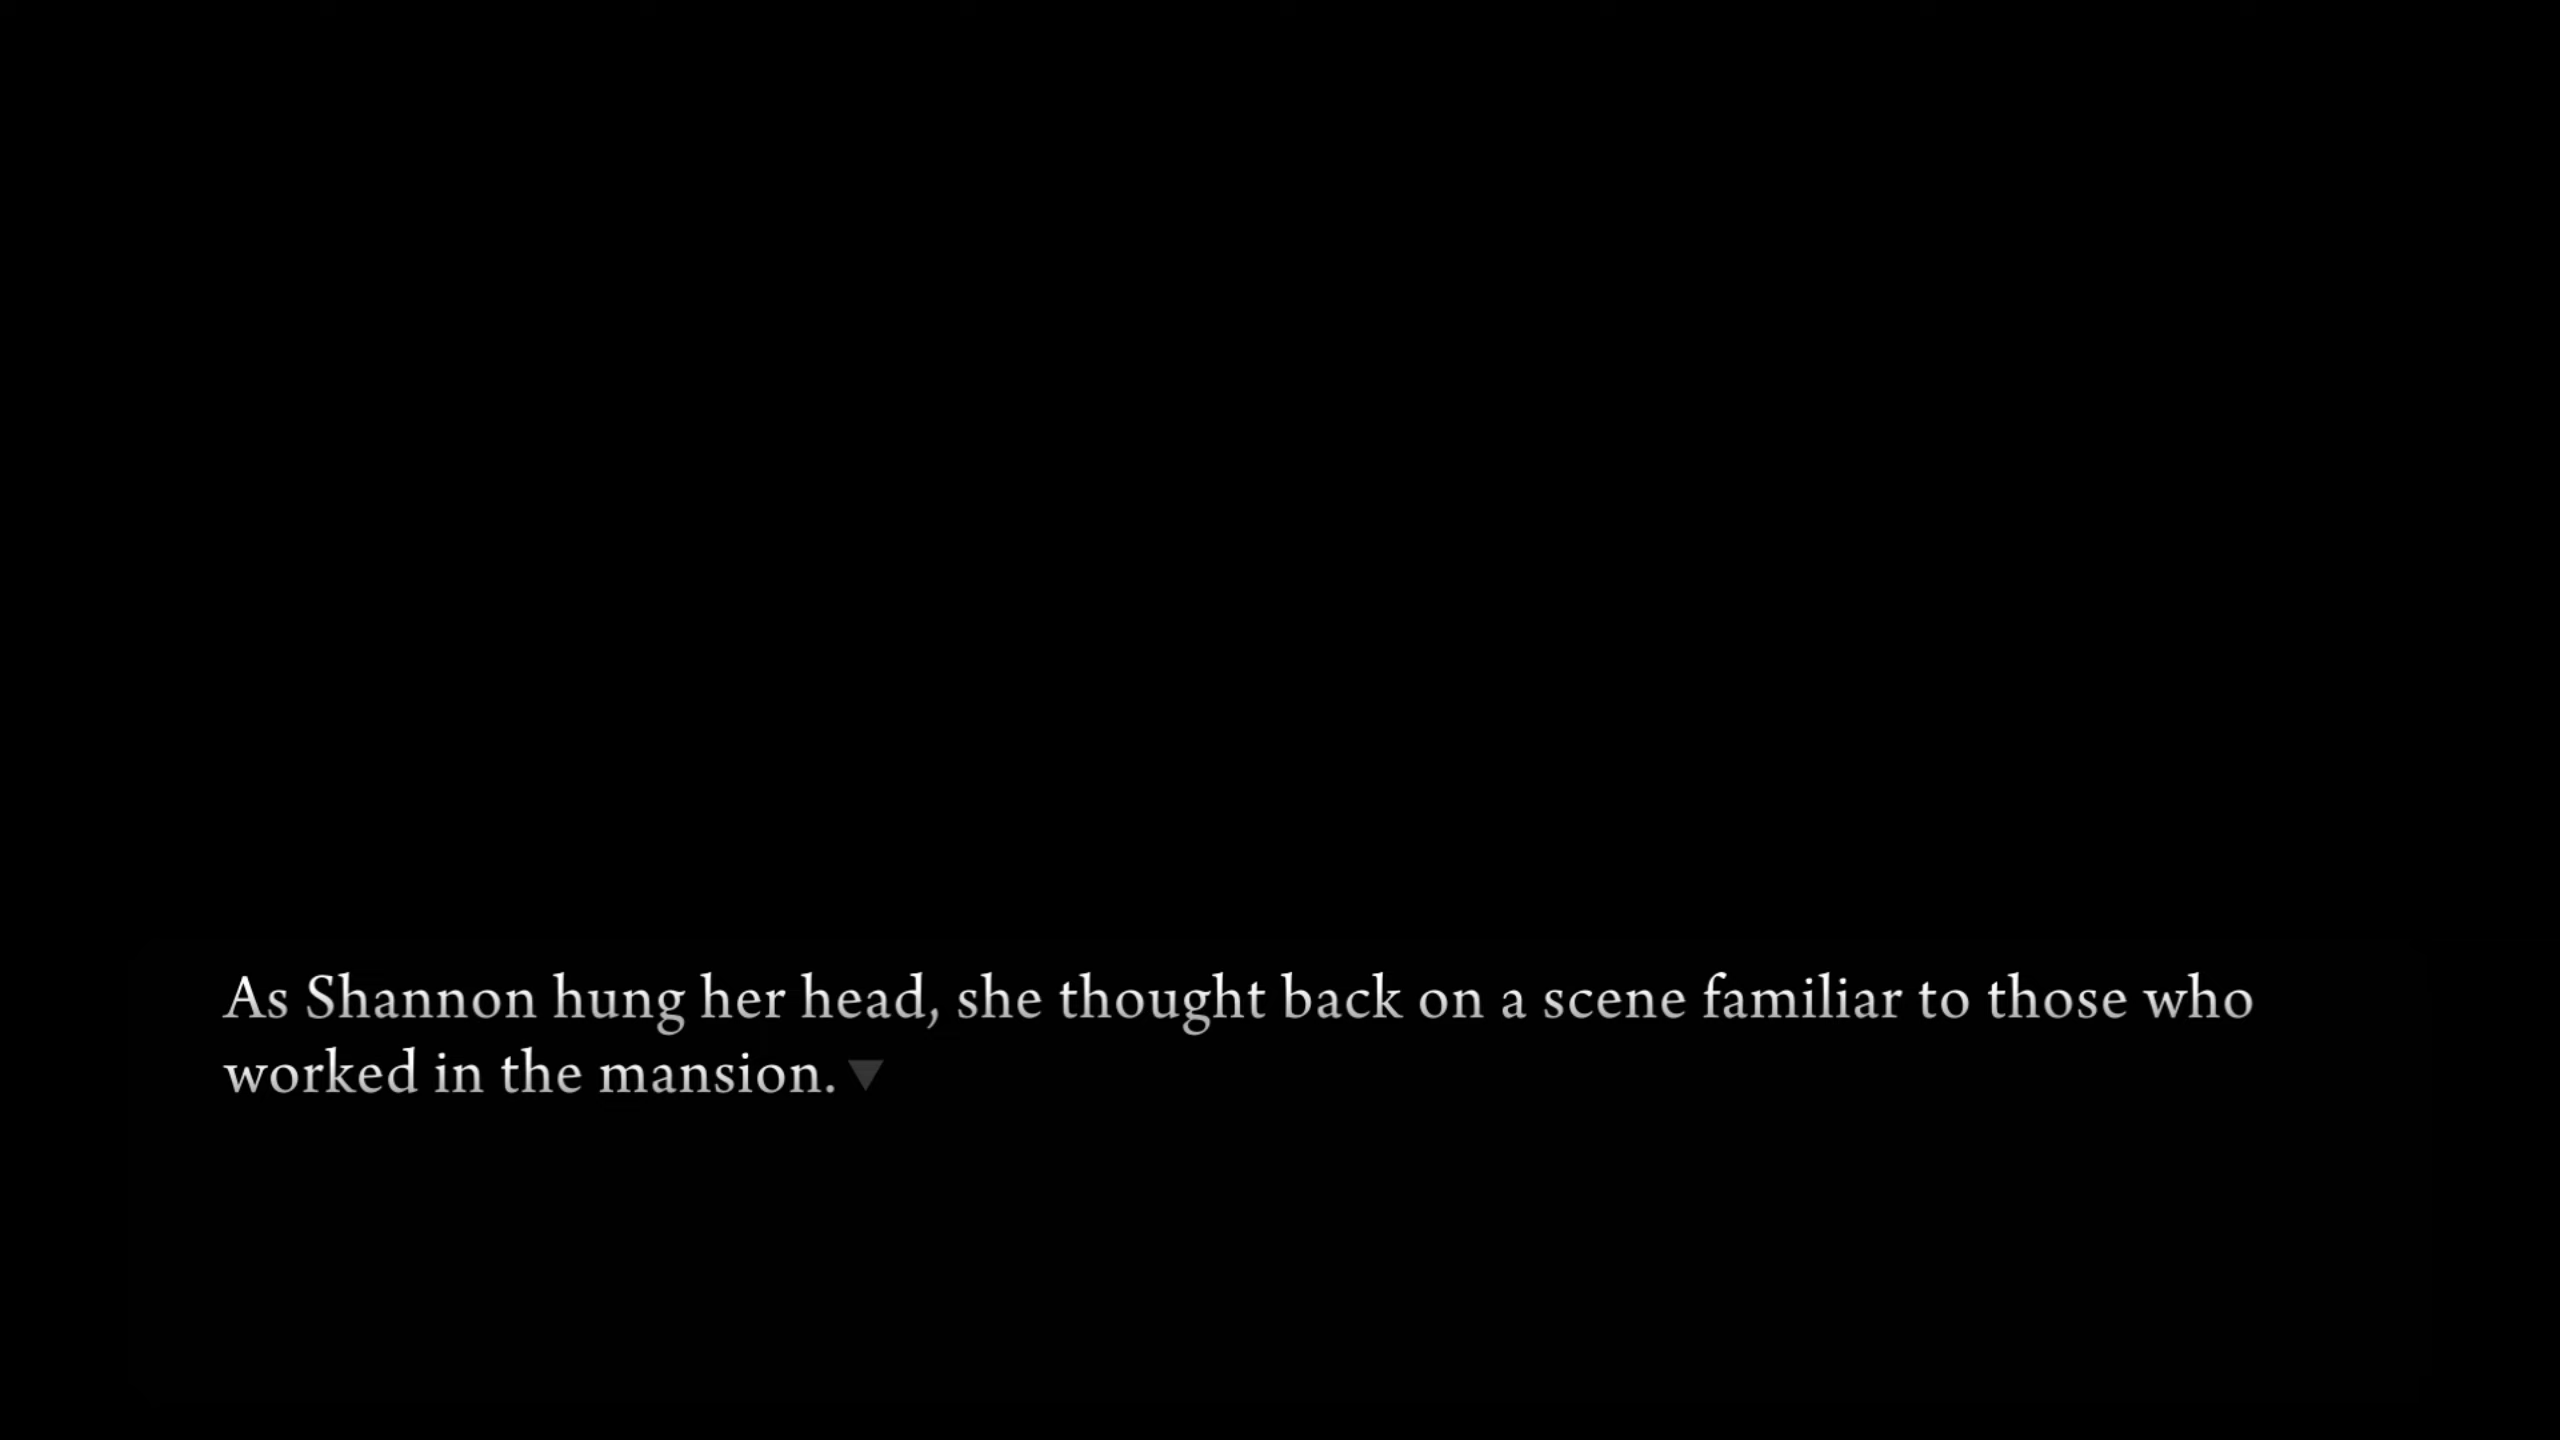 As Shannon hung her head, she thought back on a scene familiar to those who
worked in the mansion.